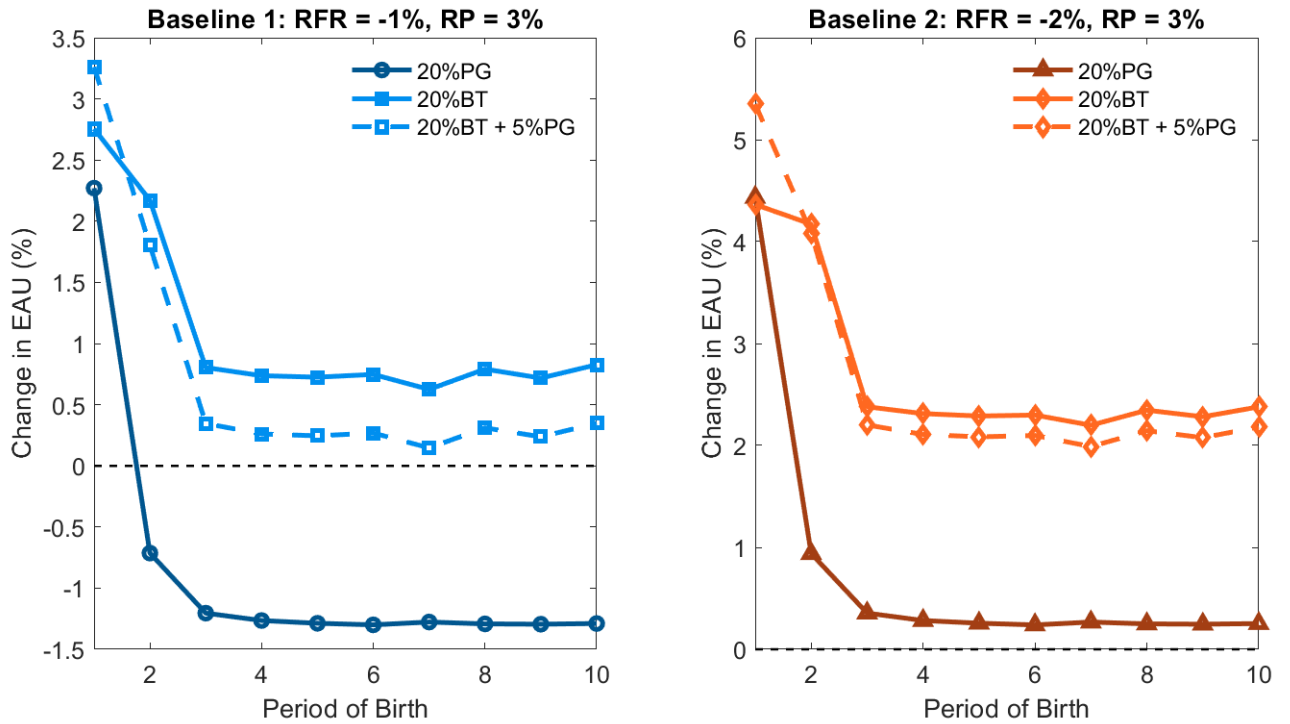 Baseline 1: RFR = -1%, RP = 3%
3.5
3
2.5
2
1.5
1
0.5
0
-0.5
-1
-1.5
Change in EAU (%)
20%PG
20%BT
20%BT + 5%PG
2
4
6
8
10
Period of Birth
Baseline 2: RFR = -2%, RP = 3%
6
5
4
3
2
1
0
Change in EAU (%)
20%PG
20%BT
20%BT + 5%PG
2
4
6
8
10
Period of Birth